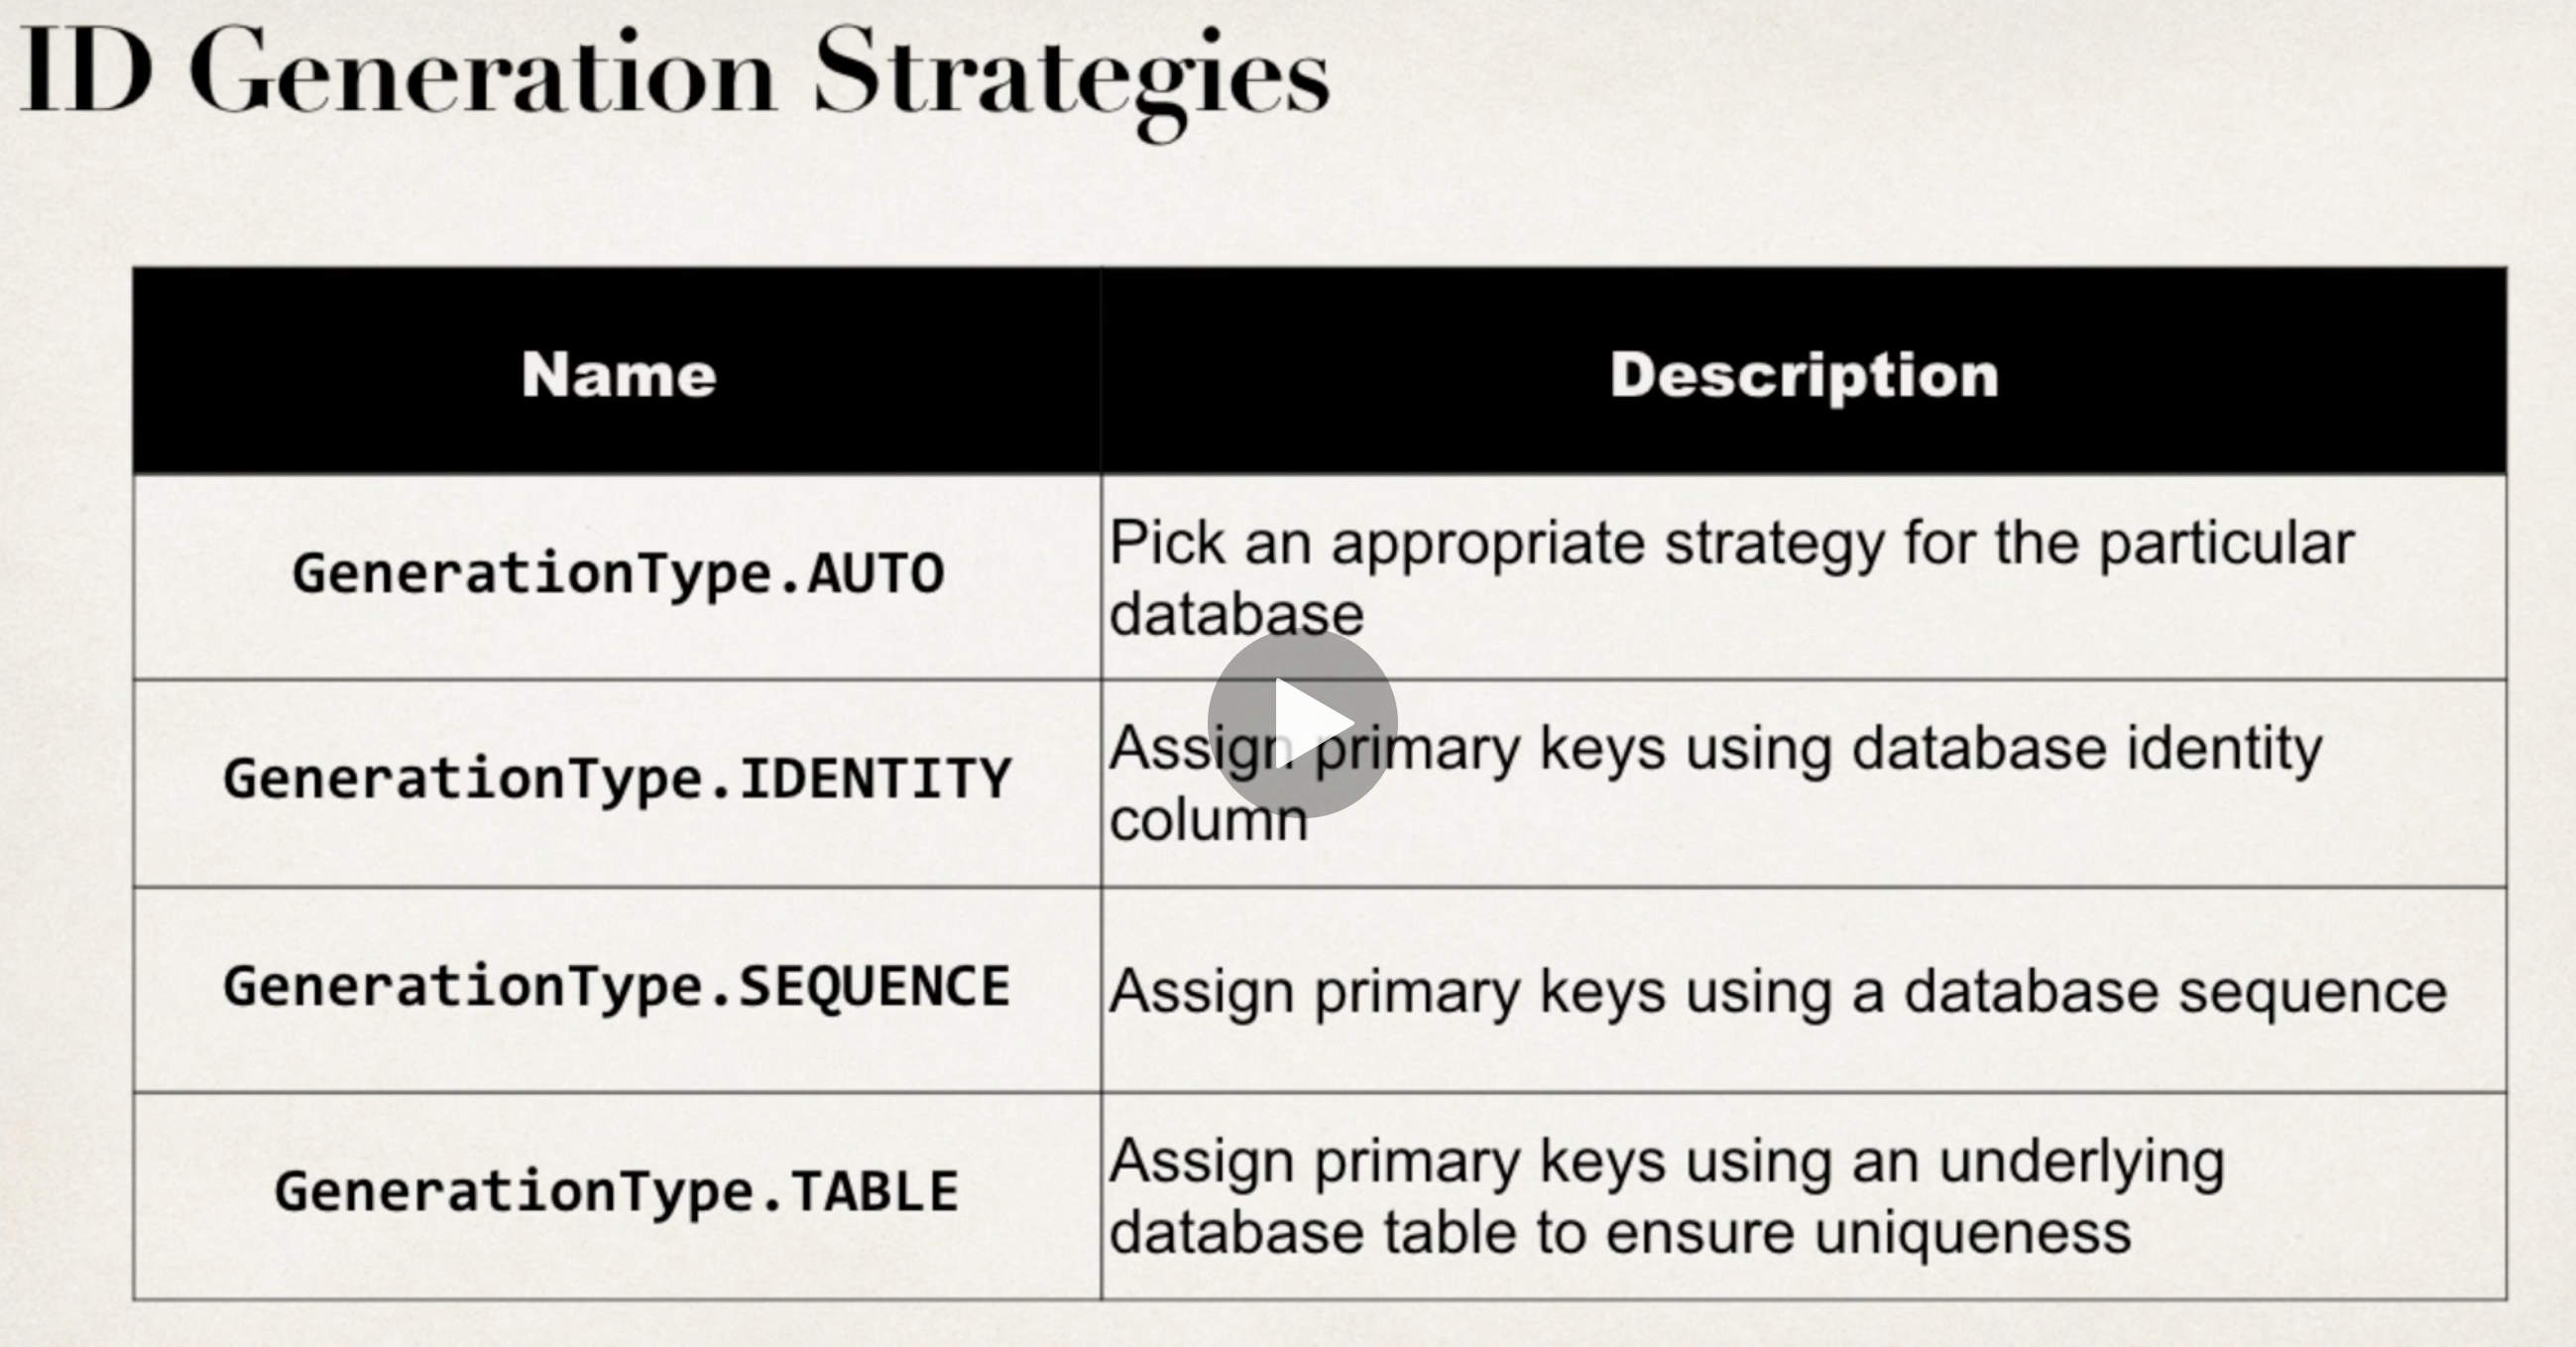 ID Generation Strategies
Name
Description
GenerationType.AUTO
Pick an appropriate strategy for the particular
database
GenerationType.IDENTITY
Assign primary keys using database identity
column
GenerationType.SEQUENCE
Assign primary keys using a database sequence
GenerationType.TABLE
Assign primary keys using an underlying
database table to ensure uniqueness